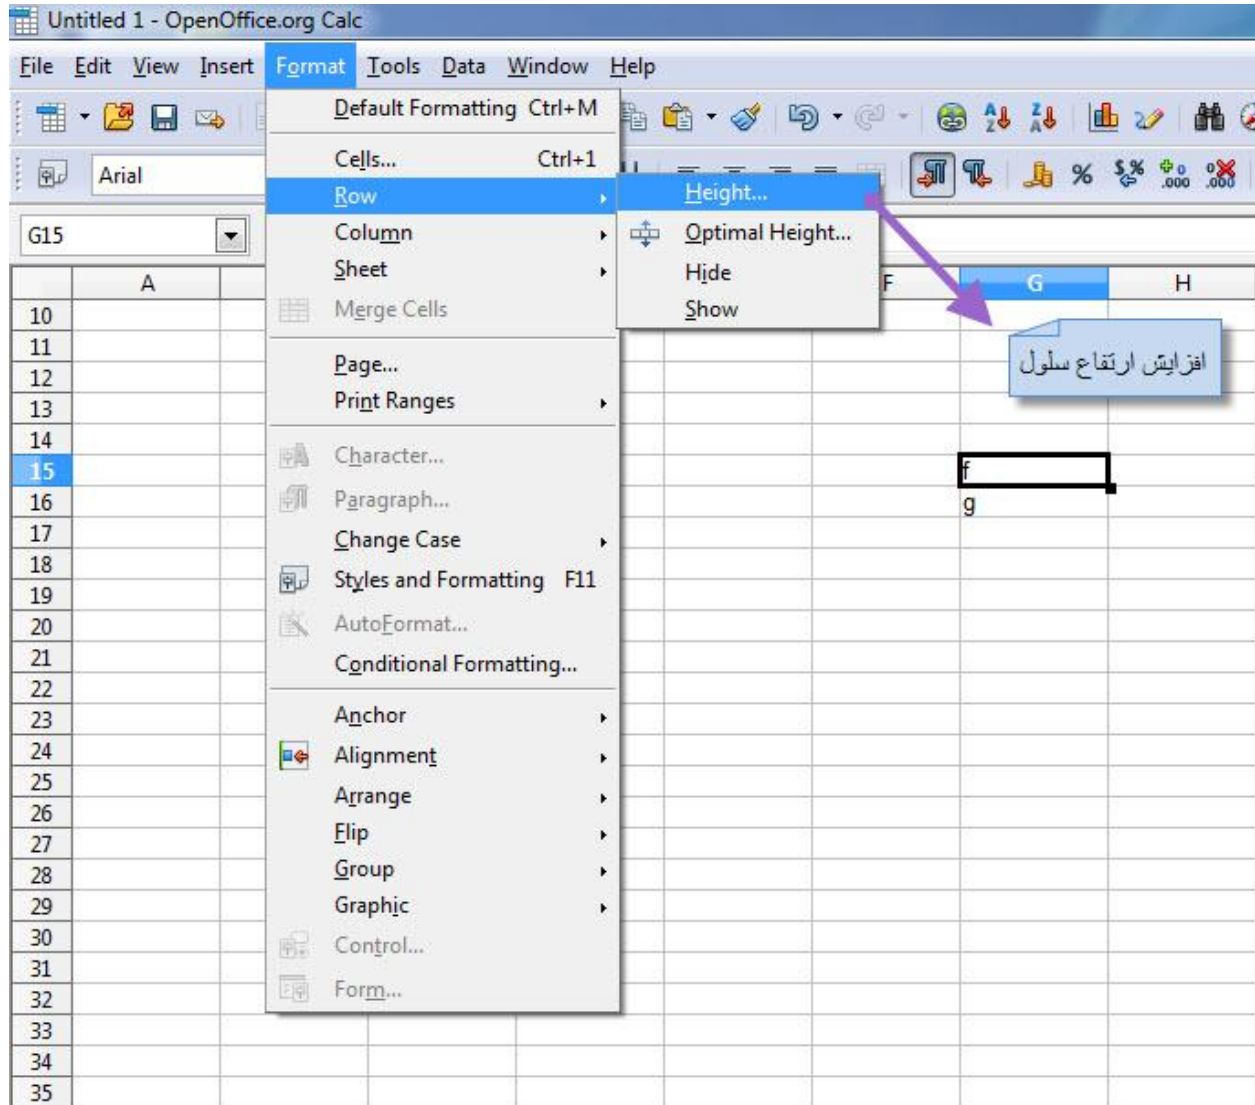 Untitled 1 - OpenOffice.org Calc
File Edit View Insert Format Tools Data Window Help
Default Formatting Ctrl+M
Cells... Ctrl+1
Arial
Row
Height...
Column
Optimal Height...
Sheet
Hide
Merge Cells
Show
G15
A F G H
افزایش ارتفاع سلول
Page...
Print Ranges
Character...
Paragraph...
Change Case
Styles and Formatting F11
AutoFormat...
Conditional Formatting...
Anchor
Alignment
Arrange
Flip
Group
Graphic
Control...
Form...
10
11
12
13
14
15 f
16 g
17
18
19
20
21
22
23
24
25
26
27
28
29
30
31
32
33
34
35